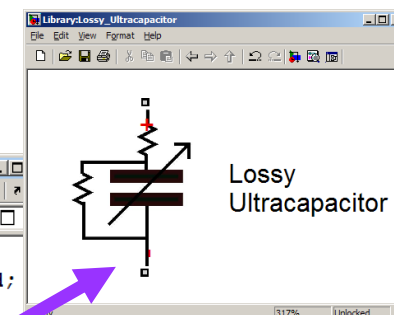 Library:Lossy_Ultracapacitor
File Edit View Format Help
Lossy
Ultracapacitor
317% Unlocked